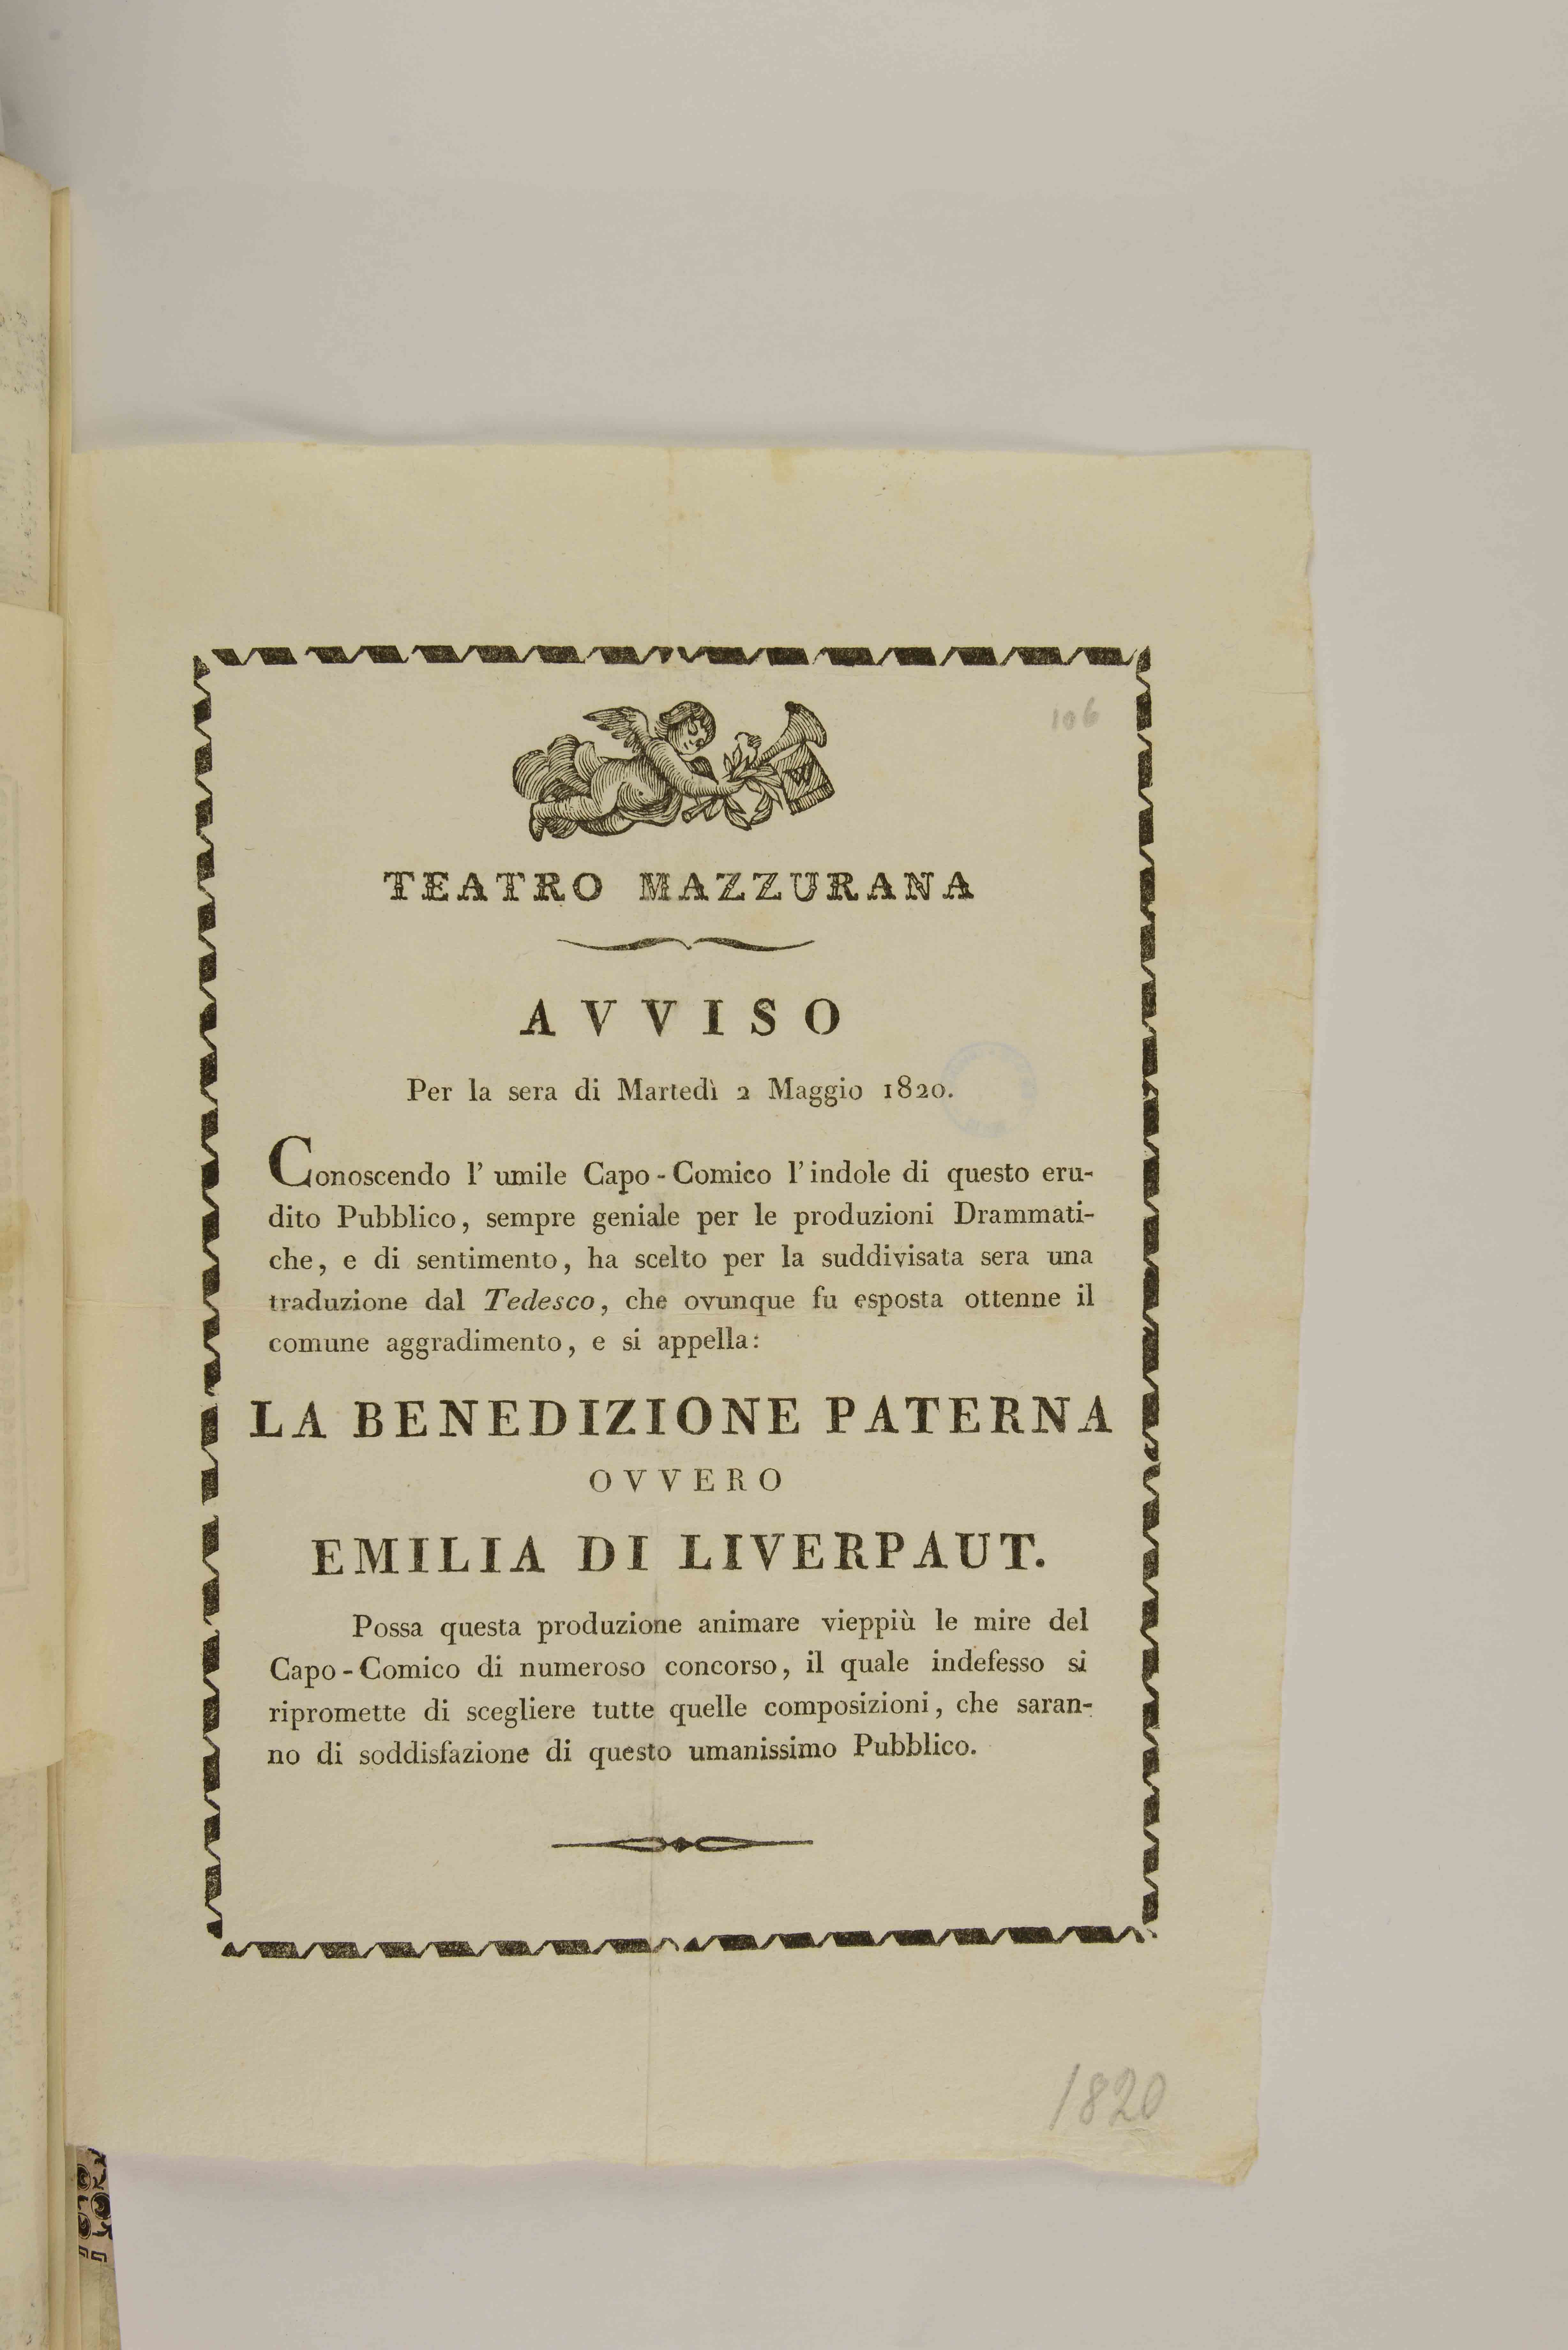 106
W
TEATRO MAZZURANA
AVVISO
Per la sera di Martedì 2 Maggio 1820.
Conoscendo l' umile Capo-Comico l'indole di questo eru-
dito Pubblico, sempre geniale per le produzioni Drammati-
che, e di sentimento, ha scelto per la suddivisata sera una
traduzione dal Tedesco, che ovunque fu esposta ottenne il
comune aggradimento, e si appella:
LA BENEDIZIONE PATERNA
OVVERO
EMILIA DI LIVERPAUT.
Possa questa produzione animare vieppiù le mire del
Capo-Comico di numeroso concorso, il quale indefesso si
ripromette di scegliere tutte quelle composizioni, che saran-
no di soddisfazione di questo umanissimo Pubblico.
1820